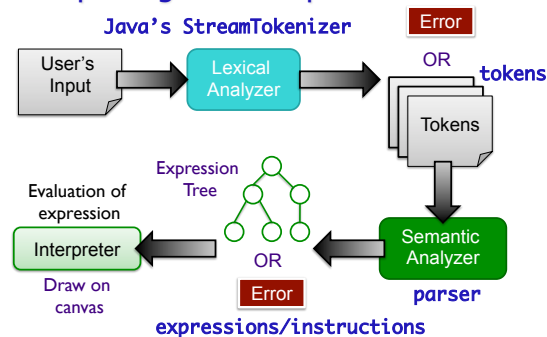 Java's StreamTokenizer
Error
User's
Input
Lexical
Analyzer
OR
tokens
Tokens
Expression
Tree
Evaluation of
expression
Interpreter
Draw on
canvas
OR
Error
Semantic
Analyzer
parser
expressions/instructions